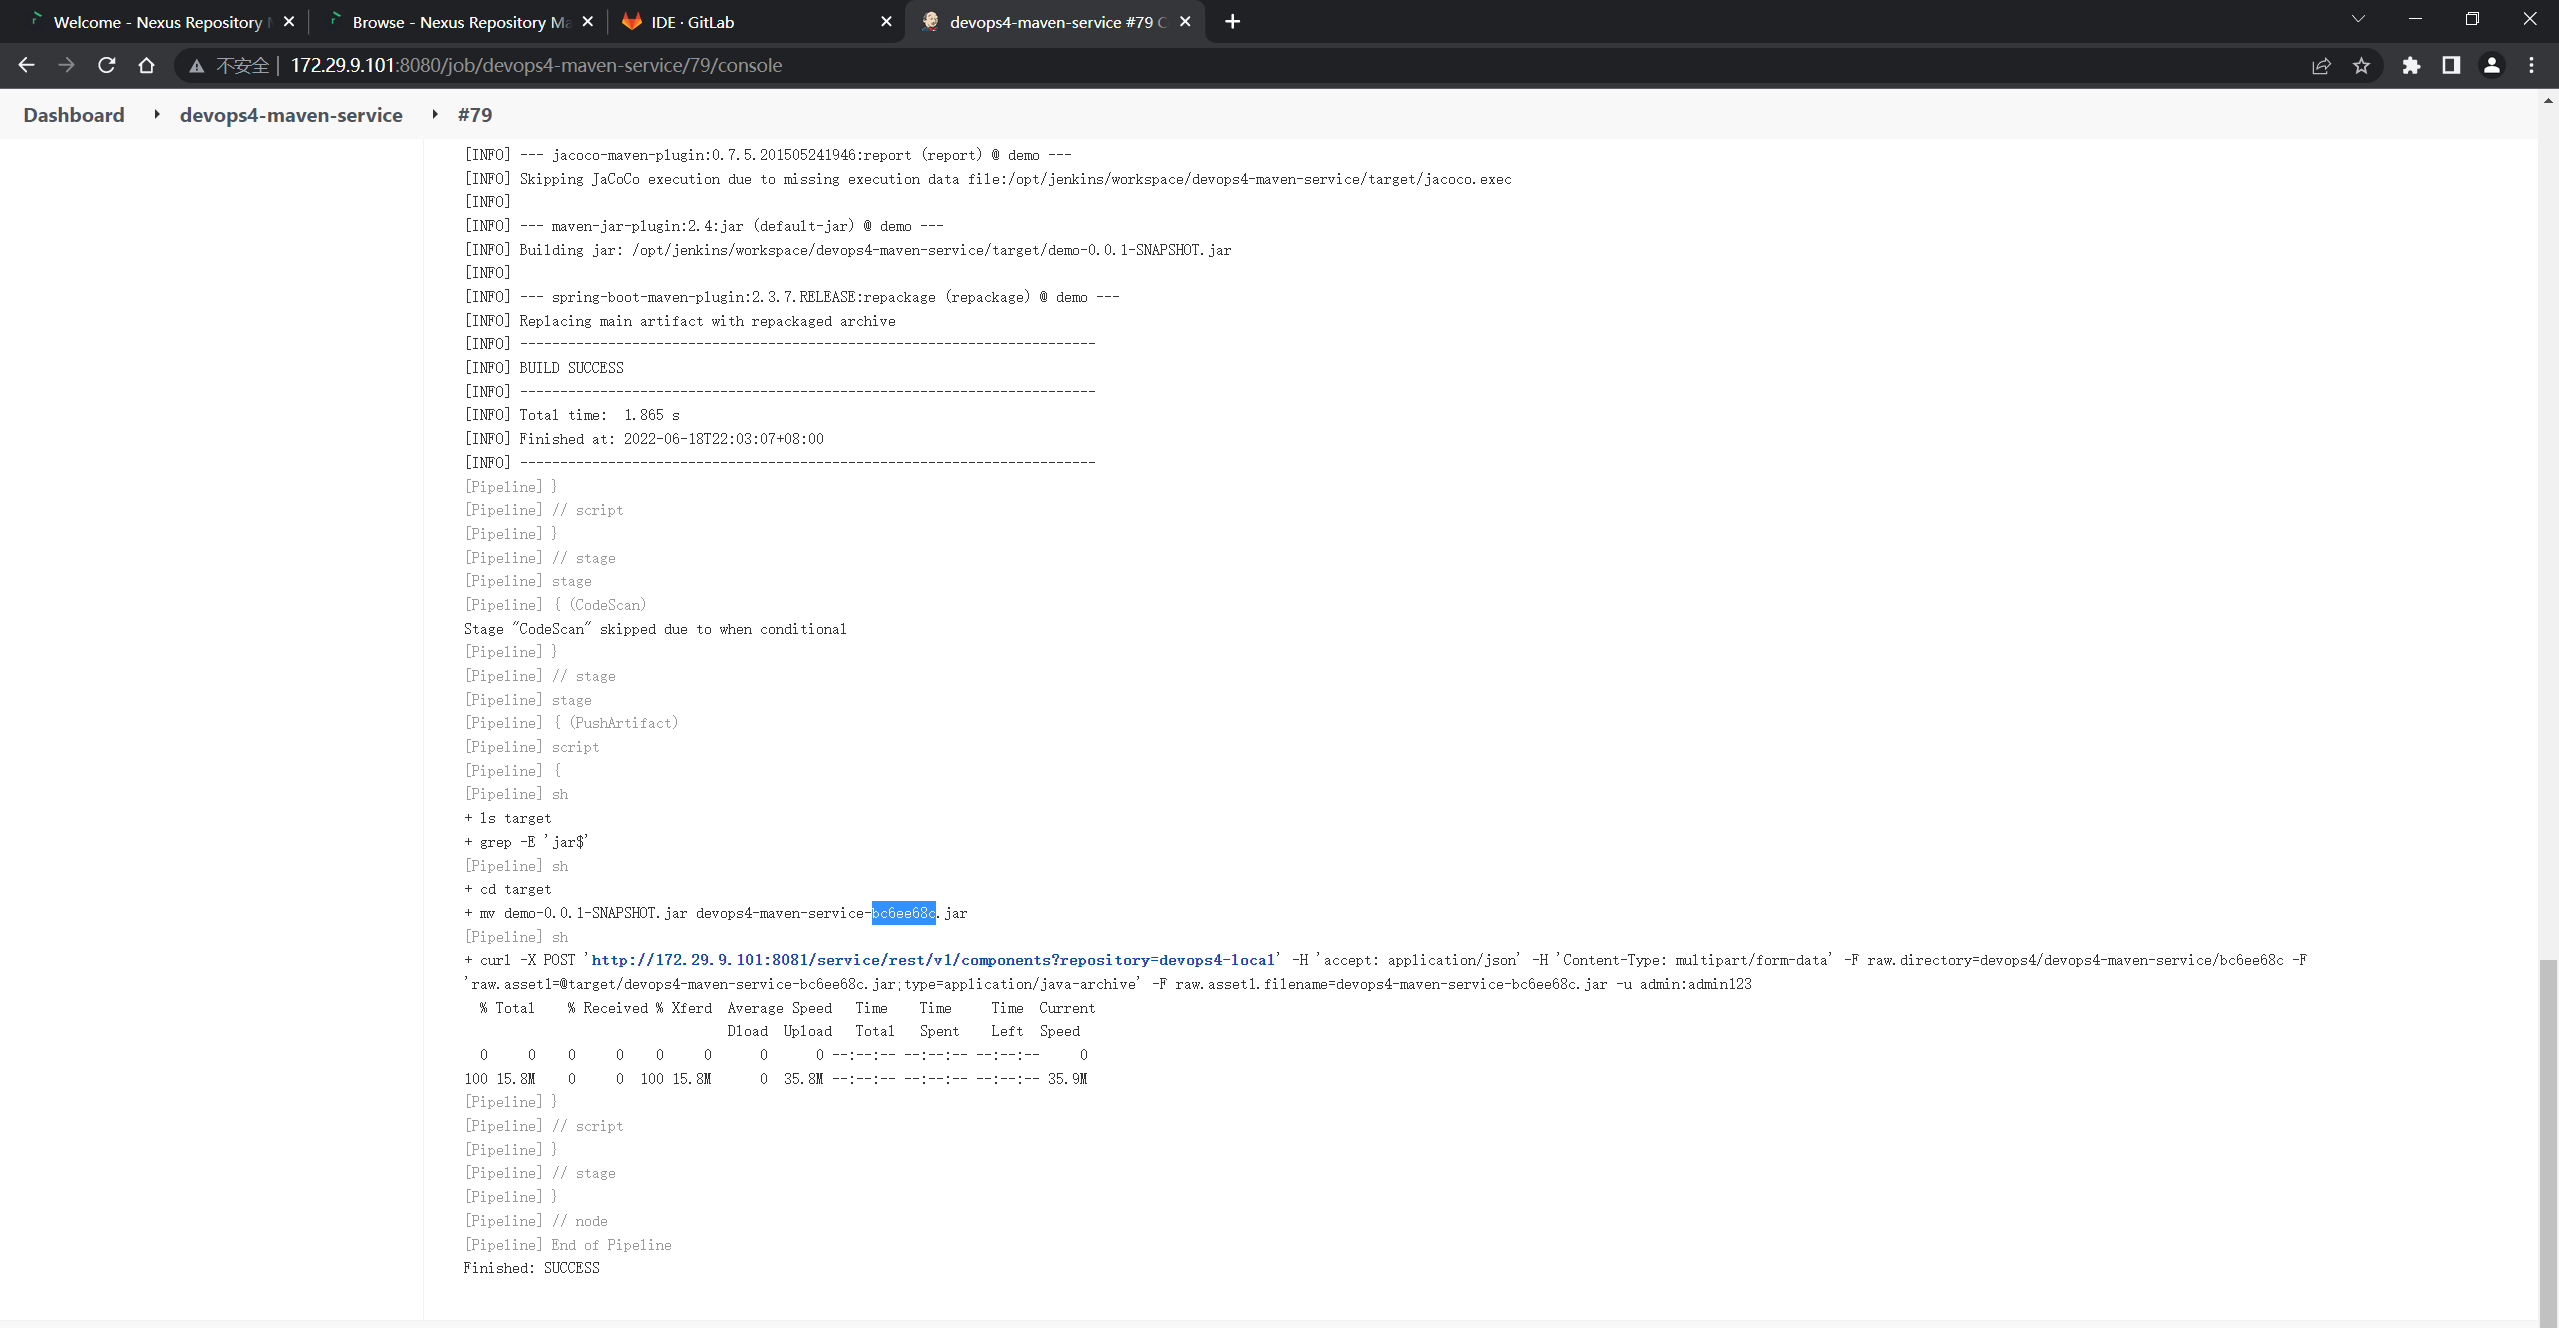 Welcome - Nexus Repository
Browse - Nexus Repository Ma
IDE · GitLab
devops4-maven-service #79 C
不安全 | 172.29.9.101:8080/job/devops4-maven-service/79/console
Dashboard
devops4-maven-service
#79
[INFO] --- jacoco-maven-plugin:0.7.5.201505241946:report (report) @ demo ---
[INFO] Skipping JaCoCo execution due to missing execution data file:/opt/jenkins/workspace/devops4-maven-service/target/jacoco.exec
[INFO]
[INFO] --- maven-jar-plugin:2.4:jar (default-jar) @ demo ---
[INFO] Building jar: /opt/jenkins/workspace/devops4-maven-service/target/demo-0.0.1-SNAPSHOT.jar
[INFO]
[INFO] --- spring-boot-maven-plugin:2.3.7.RELEASE:repackage (repackage) @ demo ---
[INFO] Replacing main artifact with repackaged archive
[INFO] ------------------------------------------------------------------------
[INFO] BUILD SUCCESS
[INFO] ------------------------------------------------------------------------
[INFO] Total time:  1.865 s
[INFO] Finished at: 2022-06-18T22:03:07+08:00
[INFO] ------------------------------------------------------------------------
[Pipeline] }
[Pipeline] // script
[Pipeline] }
[Pipeline] // stage
[Pipeline] stage
[Pipeline] { (CodeScan)
Stage "CodeScan" skipped due to when conditional
[Pipeline] }
[Pipeline] // stage
[Pipeline] stage
[Pipeline] { (PushArtifact)
[Pipeline] script
[Pipeline] {
[Pipeline] sh
+ ls target
+ grep -E 'jar$'
[Pipeline] sh
+ cd target
+ mv demo-0.0.1-SNAPSHOT.jar devops4-maven-service-bc6ee68c.jar
[Pipeline] sh
+ curl -X POST 'http://172.29.9.101:8081/service/rest/v1/components?repository=devops4-local' -H 'accept: application/json' -H 'Content-Type: multipart/form-data' -F raw.directory=devops4/devops4-maven-service/bc6ee68c -F
'raw.asset1=@target/devops4-maven-service-bc6ee68c.jar;type=application/java-archive' -F raw.asset1.filename=devops4-maven-service-bc6ee68c.jar -u admin:admin123
  % Total    % Received % Xferd  Average Speed   Time    Time     Time  Current
                                 Dload  Upload   Total   Spent    Left  Speed
  0     0    0     0    0     0      0      0 --:--:-- --:--:-- --:--:--     0
100 15.8M    0     0  100 15.8M      0  35.8M --:--:-- --:--:-- --:--:-- 35.9M
[Pipeline] }
[Pipeline] // script
[Pipeline] }
[Pipeline] // stage
[Pipeline] }
[Pipeline] // node
[Pipeline] End of Pipeline
Finished: SUCCESS